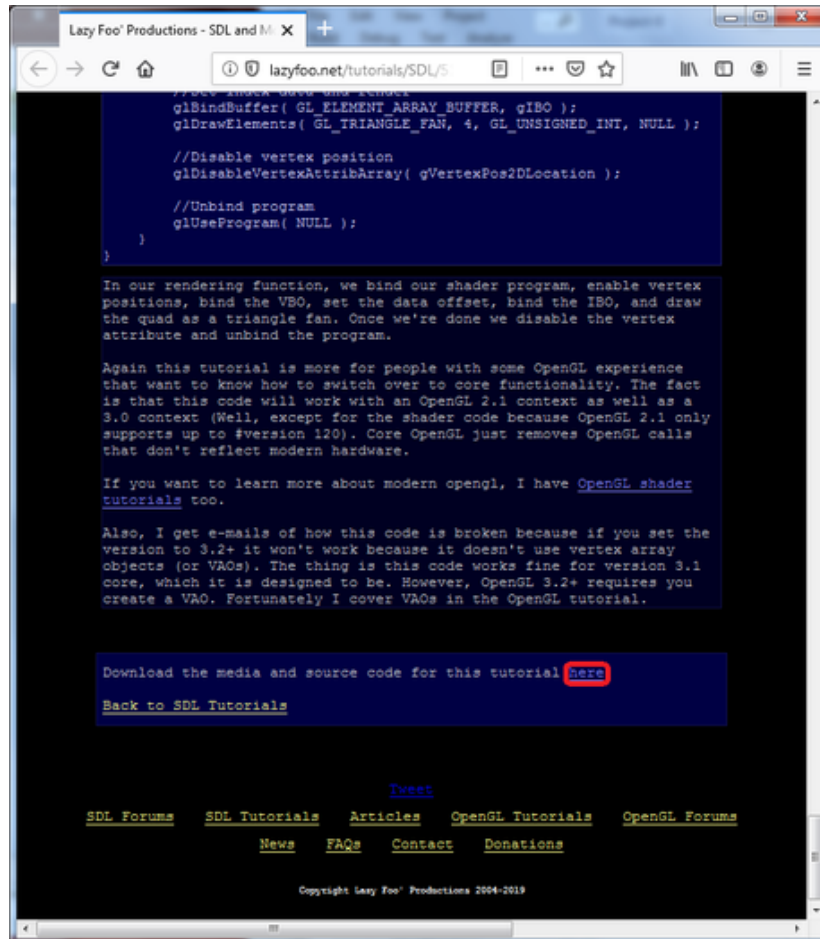 Lazy Foo' Productions - SDL and M
lazyfoo.net/tutorials/SDL/5
//Set index data and render
glBindBuffer( GL_ELEMENT_ARRAY_BUFFER, gIBO );
glDrawElements( GL_TRIANGLE_FAN, 4, GL_UNSIGNED_INT, NULL );
//Disable vertex position
glDisableVertexAttribArray( gVertexPos2DLocation );
//Unbind program
glUseProgram( NULL );
}
}
In our rendering function, we bind our shader program, enable vertex
positions, bind the VBO, set the data offset, bind the IBO, and draw
the quad as a triangle fan. Once we're done we disable the vertex
attribute and unbind the program.
Again this tutorial is more for people with some OpenGL experience
that want to know how to switch over to core functionality. The fact
is that this code will work with an OpenGL 2.1 context as well as a
3.0 context (Well, except for the shader code because OpenGL 2.1 only
supports up to #version 120). Core OpenGL just removes OpenGL calls
that don't reflect modern hardware.
If you want to learn more about modern opengl, I have OpenGL shader
tutorials too.
Also, I get e-mails of how this code is broken because if you set the
version to 3.2+ it won't work because it doesn't use vertex array
objects (or VAOs). The thing is this code works fine for version 3.1
core, which it is designed to be. However, OpenGL 3.2+ requires you
create a VAO. Fortunately I cover VAOs in the OpenGL tutorial.
Download the media and source code for this tutorial here
Back to SDL Tutorials
Tweet
SDL Forums SDL Tutorials Articles OpenGL Tutorials OpenGL Forums
News FAQs Contact Donations
Copyright Lazy Foo' Productions 2004-2019